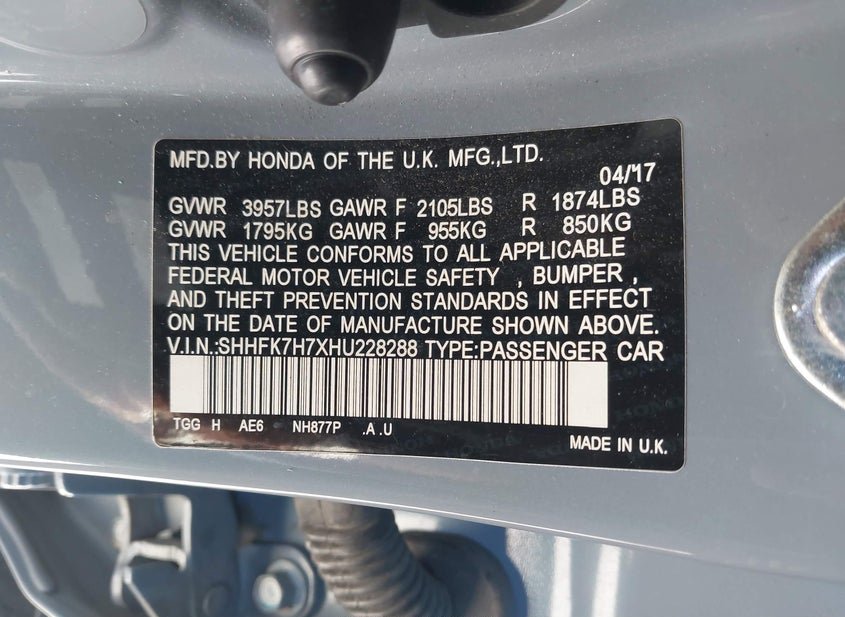 MFD.BY HONDA OF THE U.K. MFG.,LTD.
04/17
GVWR 3957LBS GAWR F 2105LBS R 1874LBS
GVWR 1795KG GAWR F 955KG R 850KG
THIS VEHICLE CONFORMS TO ALL APPLICABLE
FEDERAL MOTOR VEHICLE SAFETY , BUMPER ,
AND THEFT PREVENTION STANDARDS IN EFFECT
ON THE DATE OF MANUFACTURE SHOWN ABOVE.
V.I.N.:SHHFK7H7XHU228288 TYPE:PASSENGER CAR
TGG H AE6 NH877P .A .U
MADE IN U.K.